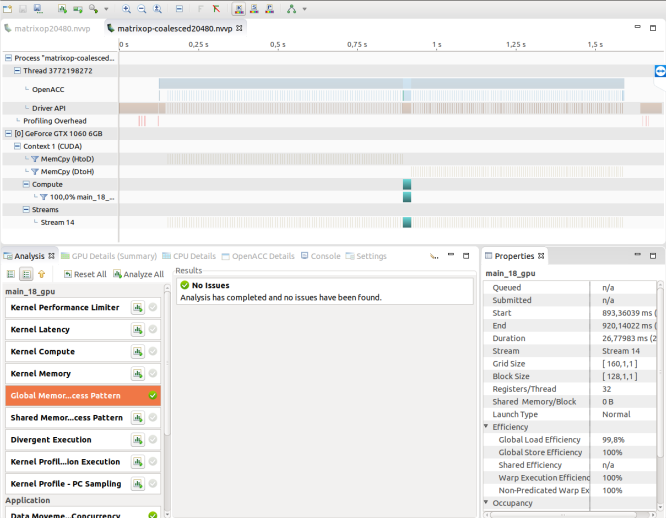 matrixop20480.nvvp
matrixop-coalesced20480.nvvp
0 s
0,25 s
0,5 s
0,75 s
1 s
1,25 s
1,5 s
Process "matrixop-coalesced...
Thread 3772198272
OpenACC
Driver API
Profiling Overhead
[0] GeForce GTX 1060 6GB
Context 1 (CUDA)
MemCpy (HtoD)
MemCpy (DtoH)
Compute
100,0% main_18_...
Streams
Stream 14
Analysis
GPU Details (Summary)
CPU Details
OpenACC Details
Console
Settings
Reset All
Analyze All
main_18_gpu
Kernel Performance Limiter
Kernel Latency
Kernel Compute
Kernel Memory
Global Memor...cess Pattern
Shared Memor...cess Pattern
Divergent Execution
Kernel Profil...ion Execution
Kernel Profile - PC Sampling
Application
Data Moveme...Concurrency
Results
No Issues
Analysis has completed and no issues have been found.
Properties
main_18_gpu
Queued n/a
Submitted n/a
Start 893,36039 ms (
End 920,14022 ms (
Duration 26,77983 ms (2
Stream Stream 14
Grid Size [ 160,1,1 ]
Block Size [ 128,1,1 ]
Registers/Thread 32
Shared Memory/Block 0 B
Launch Type Normal
Efficiency
Global Load Efficiency 99,8%
Global Store Efficiency 100%
Shared Efficiency n/a
Warp Execution Efficienc 100%
Non-Predicated Warp Ex 100%
Occupancy